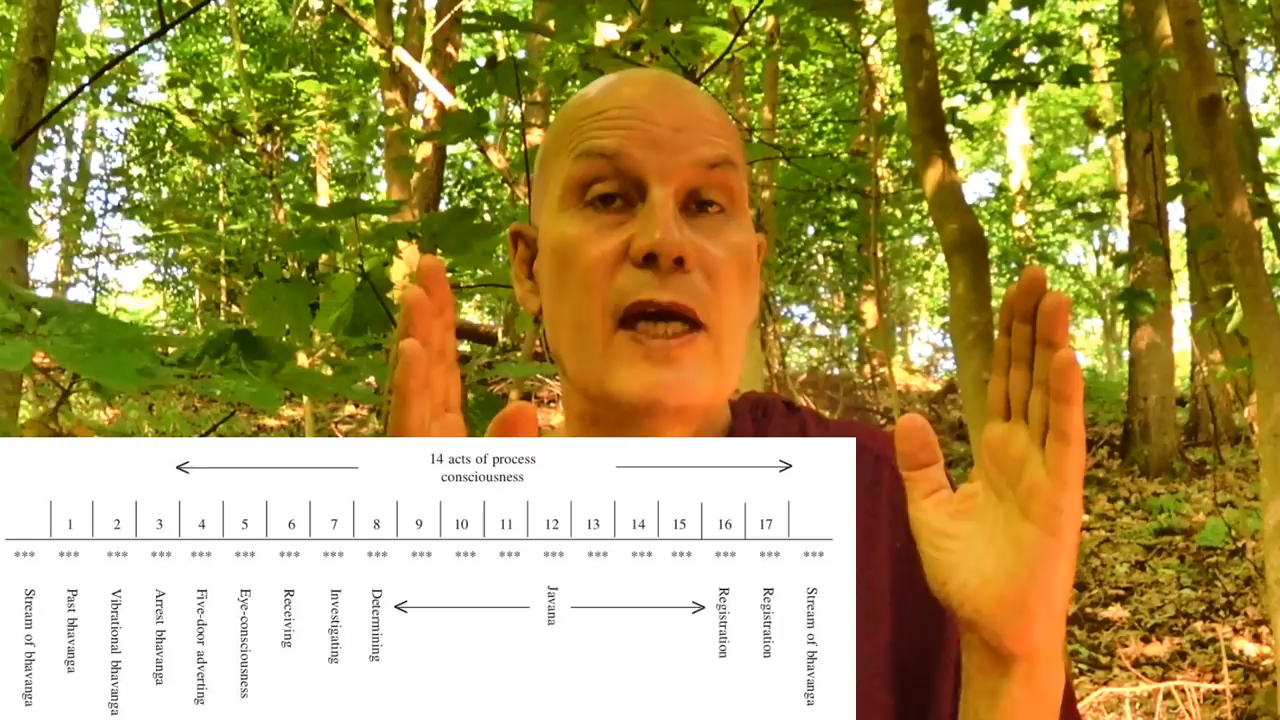 14 acts of process
consciousness
1 2 3 4 5 6 7 8 9 10 11 12 13 14 15 16 17
*** *** *** *** *** *** *** *** *** *** *** *** *** *** *** *** *** *** ***
Stream of bhavanga
Past bhavanga
Vibrational bhavanga
Arrest bhavanga
Five-door adverting
Eye-consciousness
Receiving
Investigating
Determining
Javana
Registration
Registration
Stream of bhavanga